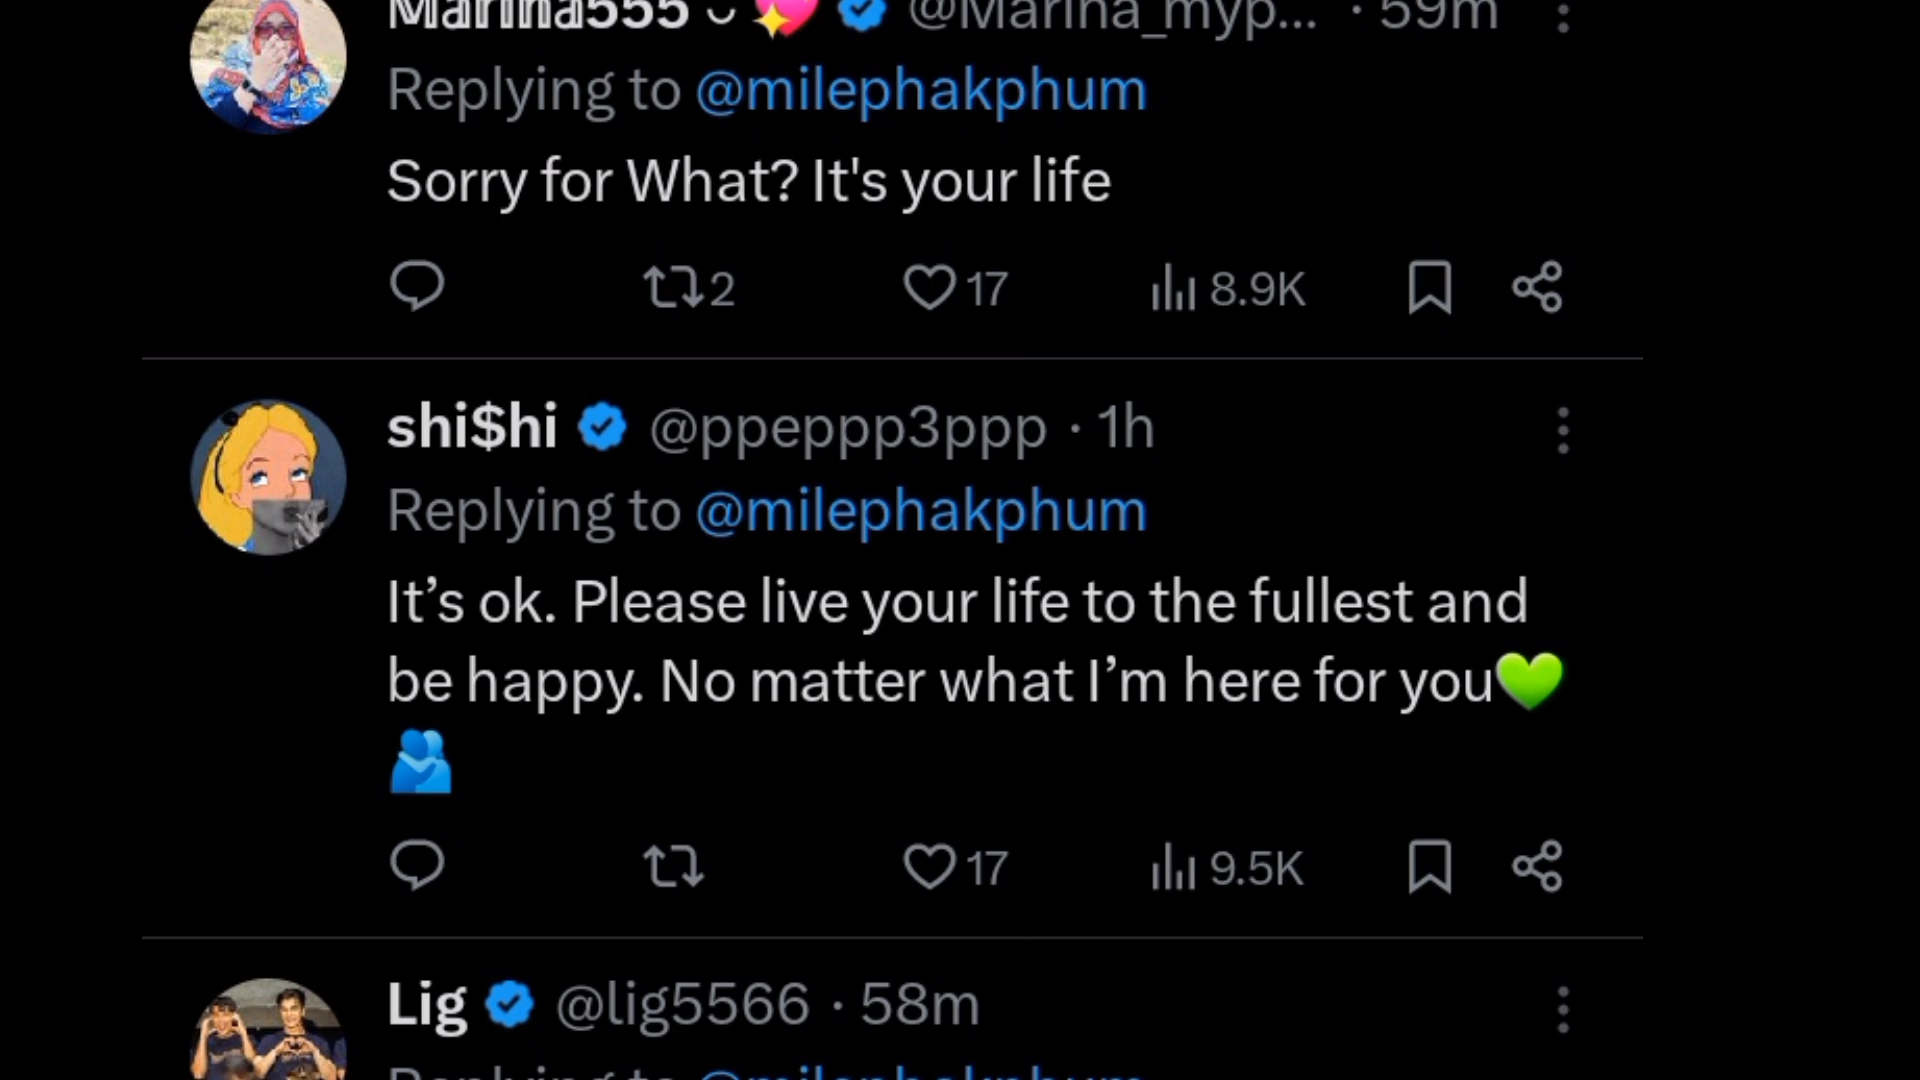 Marina555 @Marina_myp... · 59m
Replying to @milephakphum
Sorry for What? It's your life
2 17 8.9K
shi$hi @ppeppp3ppp · 1h
Replying to @milephakphum
It’s ok. Please live your life to the fullest and
be happy. No matter what I’m here for you💚
🫂
17 9.5K
Lig @lig5566 · 58m
Replying to @milephakphum